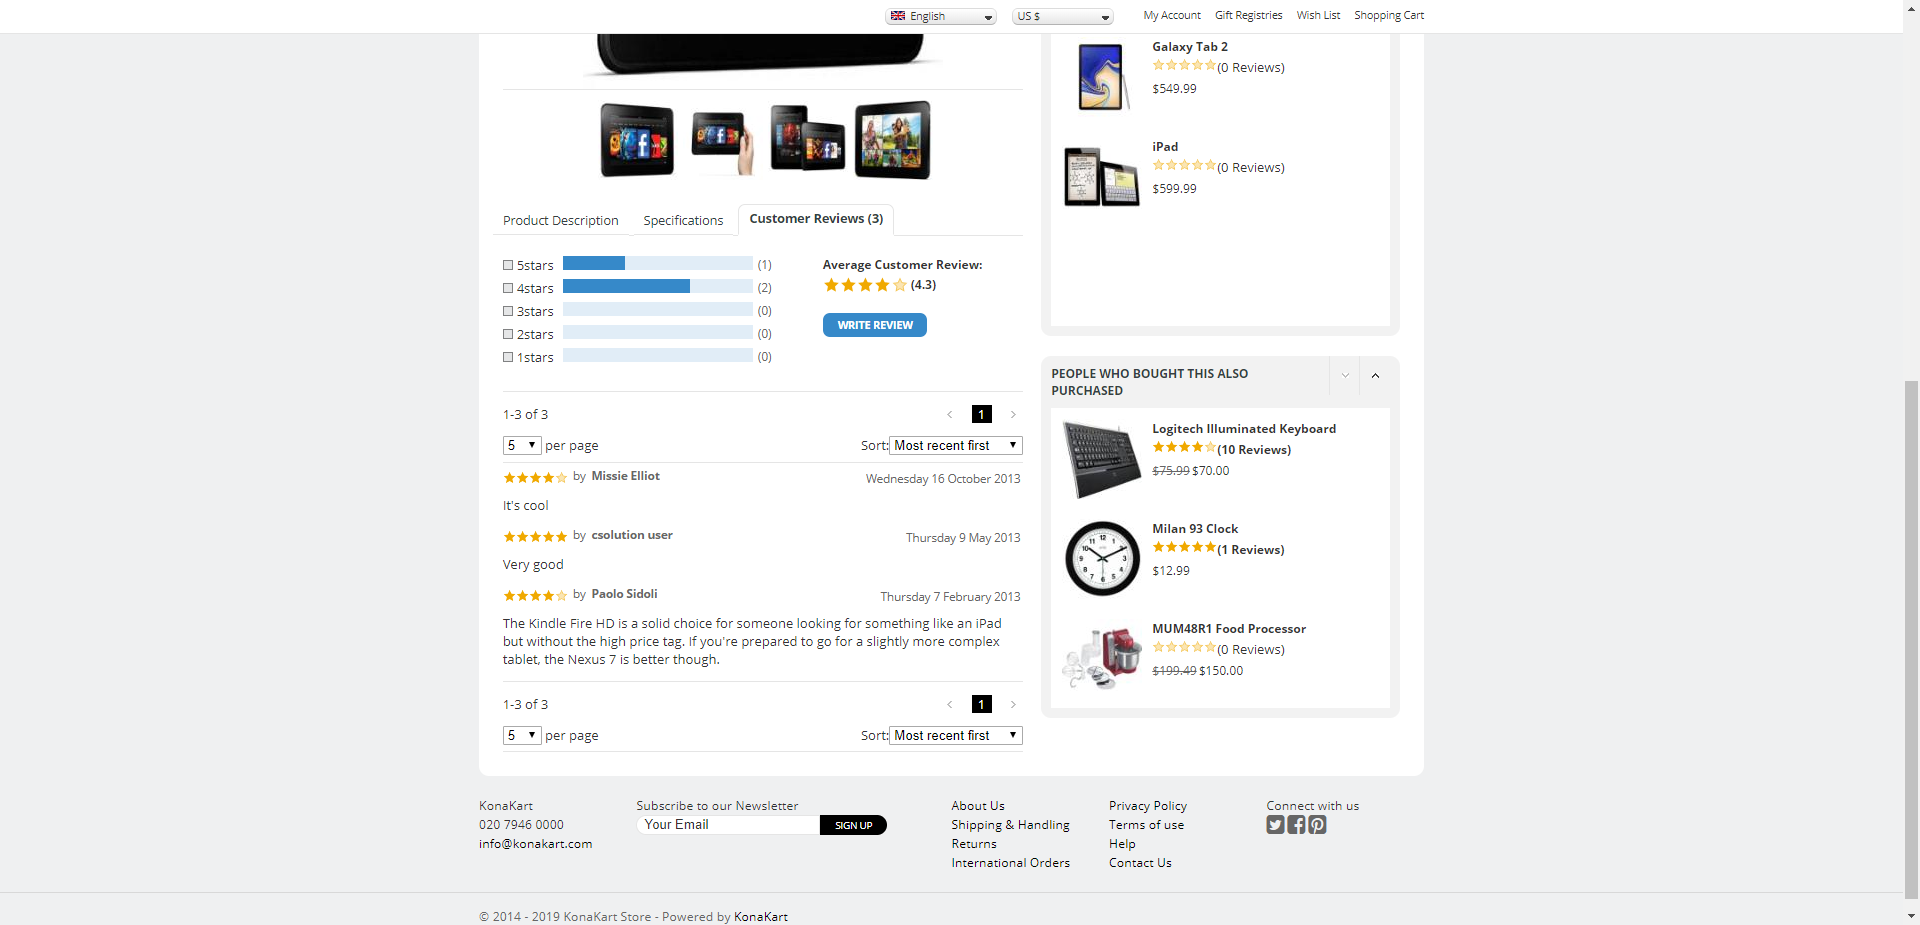 English
US $
My Account
Gift Registries
Wish List
Shopping Cart
Galaxy Tab 2
(0 Reviews)
$549.99
iPad
(0 Reviews)
$599.99
Product Description
Specifications
Customer Reviews (3)
5stars (1)
4stars (2)
3stars (0)
2stars (0)
1stars (0)
Average Customer Review:
(4.3)
WRITE REVIEW
1-3 of 3
< 1 >
5 per page
Sort: Most recent first
by Missie Elliot Wednesday 16 October 2013
It's cool
by csolution user Thursday 9 May 2013
Very good
by Paolo Sidoli Thursday 7 February 2013
The Kindle Fire HD is a solid choice for someone looking for something like an iPad
but without the high price tag. If you're prepared to go for a slightly more complex
tablet, the Nexus 7 is better though.
1-3 of 3
< 1 >
5 per page
Sort: Most recent first
PEOPLE WHO BOUGHT THIS ALSO
PURCHASED
Logitech Illuminated Keyboard
(10 Reviews)
$75.99 $70.00
Milan 93 Clock
(1 Reviews)
$12.99
MUM48R1 Food Processor
(0 Reviews)
$199.49 $150.00
KonaKart
020 7946 0000
info@konakart.com
Subscribe to our Newsletter
Your Email
SIGN UP
About Us
Shipping & Handling
Returns
International Orders
Privacy Policy
Terms of use
Help
Contact Us
Connect with us
© 2014 - 2019 KonaKart Store - Powered by KonaKart